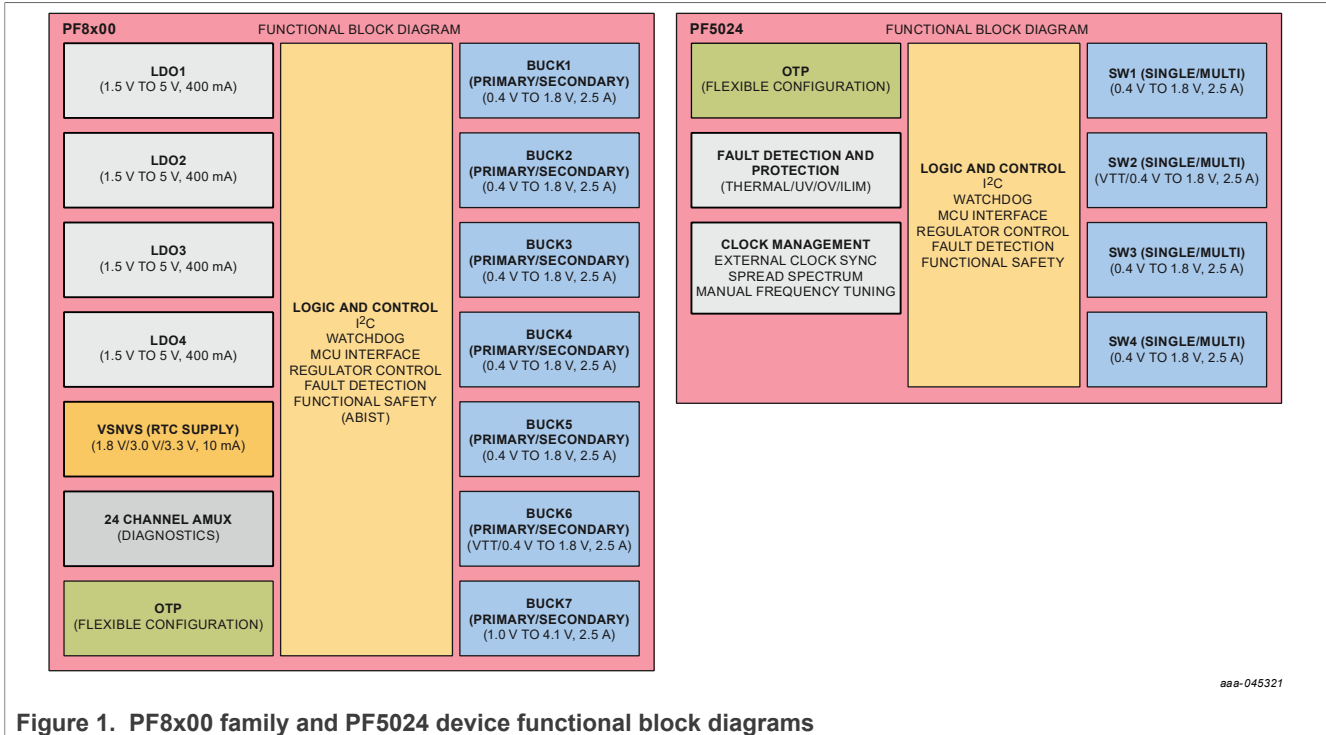 PF8x00
FUNCTIONAL BLOCK DIAGRAM
LDO1
(1.5 V TO 5 V, 400 mA)
LDO2
(1.5 V TO 5 V, 400 mA)
LDO3
(1.5 V TO 5 V, 400 mA)
LDO4
(1.5 V TO 5 V, 400 mA)
VSNVS (RTC SUPPLY)
(1.8 V/3.0 V/3.3 V, 10 mA)
24 CHANNEL AMUX
(DIAGNOSTICS)
OTP
(FLEXIBLE CONFIGURATION)
LOGIC AND CONTROL
I2C
WATCHDOG
MCU INTERFACE
REGULATOR CONTROL
FAULT DETECTION
FUNCTIONAL SAFETY
(ABIST)
BUCK1
(PRIMARY/SECONDARY)
(0.4 V TO 1.8 V, 2.5 A)
BUCK2
(PRIMARY/SECONDARY)
(0.4 V TO 1.8 V, 2.5 A)
BUCK3
(PRIMARY/SECONDARY)
(0.4 V TO 1.8 V, 2.5 A)
BUCK4
(PRIMARY/SECONDARY)
(0.4 V TO 1.8 V, 2.5 A)
BUCK5
(PRIMARY/SECONDARY)
(0.4 V TO 1.8 V, 2.5 A)
BUCK6
(PRIMARY/SECONDARY)
(VTT/0.4 V TO 1.8 V, 2.5 A)
BUCK7
(PRIMARY/SECONDARY)
(1.0 V TO 4.1 V, 2.5 A)
PF5024
FUNCTIONAL BLOCK DIAGRAM
OTP
(FLEXIBLE CONFIGURATION)
FAULT DETECTION AND
PROTECTION
(THERMAL/UV/OV/ILIM)
CLOCK MANAGEMENT
EXTERNAL CLOCK SYNC
SPREAD SPECTRUM
MANUAL FREQUENCY TUNING
LOGIC AND CONTROL
I2C
WATCHDOG
MCU INTERFACE
REGULATOR CONTROL
FAULT DETECTION
FUNCTIONAL SAFETY
SW1 (SINGLE/MULTI)
(0.4 V TO 1.8 V, 2.5 A)
SW2 (SINGLE/MULTI)
(VTT/0.4 V TO 1.8 V, 2.5 A)
SW3 (SINGLE/MULTI)
(0.4 V TO 1.8 V, 2.5 A)
SW4 (SINGLE/MULTI)
(0.4 V TO 1.8 V, 2.5 A)
aaa-045321
Figure 1. PF8x00 family and PF5024 device functional block diagrams